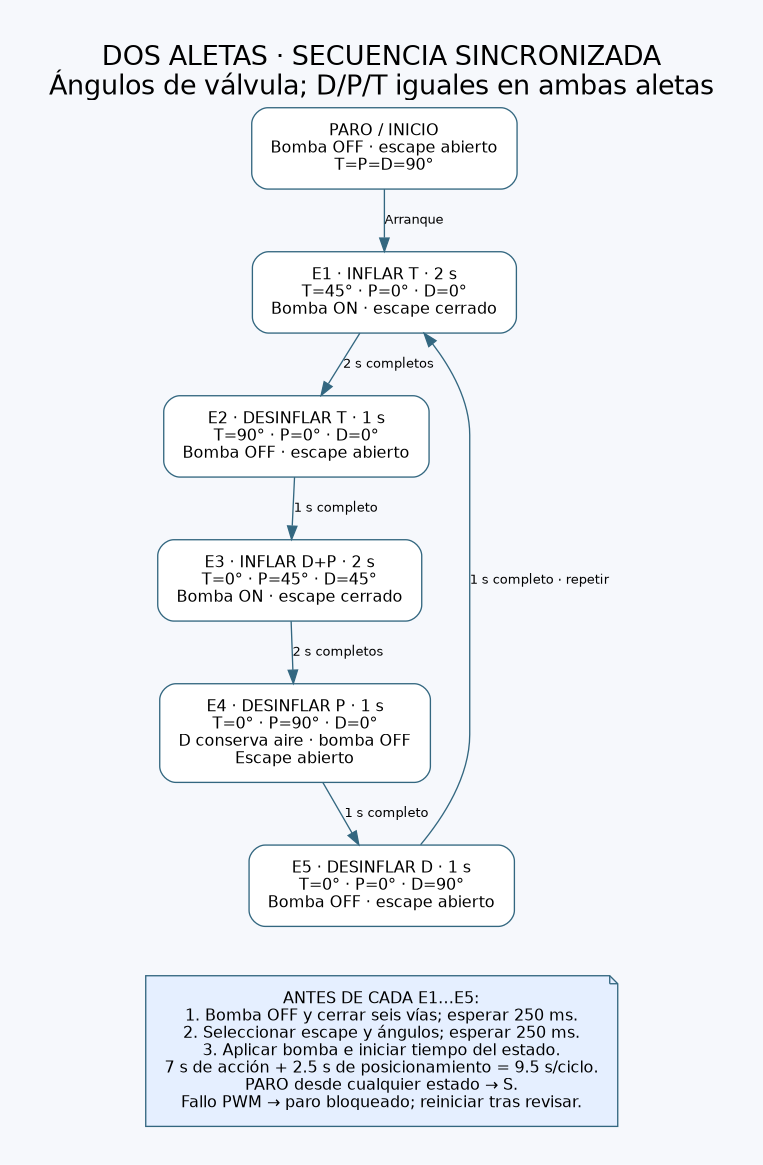 DOS ALETAS · SECUENCIA SINCRONIZADA
Ángulos de válvula; D/P/T iguales en ambas aletas
PARO / INICIO
Bomba OFF · escape abierto
T=P=D=90°
Arranque
E1 · INFLAR T · 2 s
T=45° · P=0° · D=0°
Bomba ON · escape cerrado
2 s completos
E2 · DESINFLAR T · 1 s
T=90° · P=0° · D=0°
Bomba OFF · escape abierto
1 s completo
E3 · INFLAR D+P · 2 s
T=0° · P=45° · D=45°
Bomba ON · escape cerrado
1 s completo · repetir
2 s completos
E4 · DESINFLAR P · 1 s
T=0° · P=90° · D=0°
D conserva aire · bomba OFF
Escape abierto
1 s completo
E5 · DESINFLAR D · 1 s
T=0° · P=0° · D=90°
Bomba OFF · escape abierto
ANTES DE CADA E1...E5:
1. Bomba OFF y cerrar seis vías; esperar 250 ms.
2. Seleccionar escape y ángulos; esperar 250 ms.
3. Aplicar bomba e iniciar tiempo del estado.
7 s de acción + 2.5 s de posicionamiento = 9.5 s/ciclo.
PARO desde cualquier estado → S.
Fallo PWM → paro bloqueado; reiniciar tras revisar.